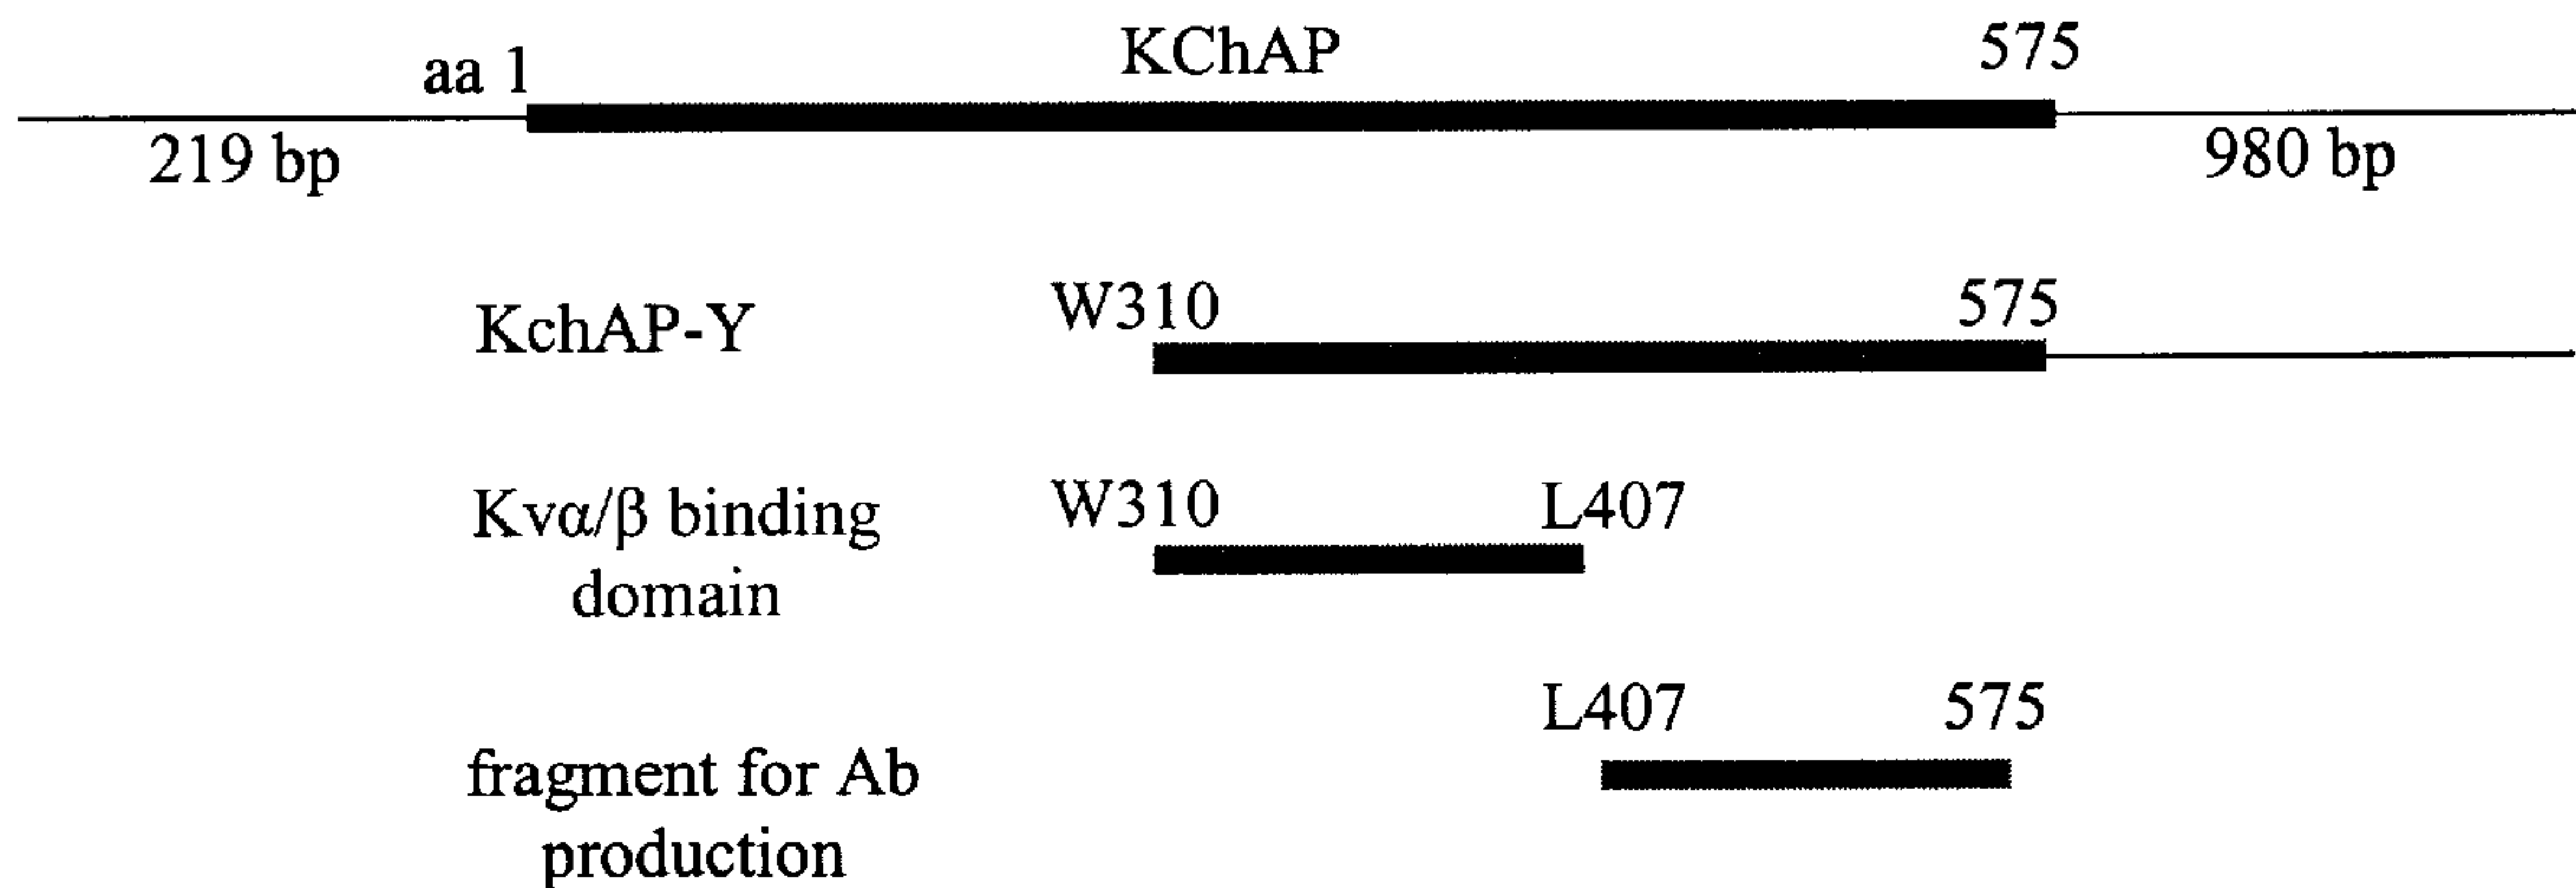 aa 1 KChAP 575
219 bp 980 bp
KchAP-Y W310 575
Kvα/β binding W310 L407
domain
L407 575
fragment for Ab
production